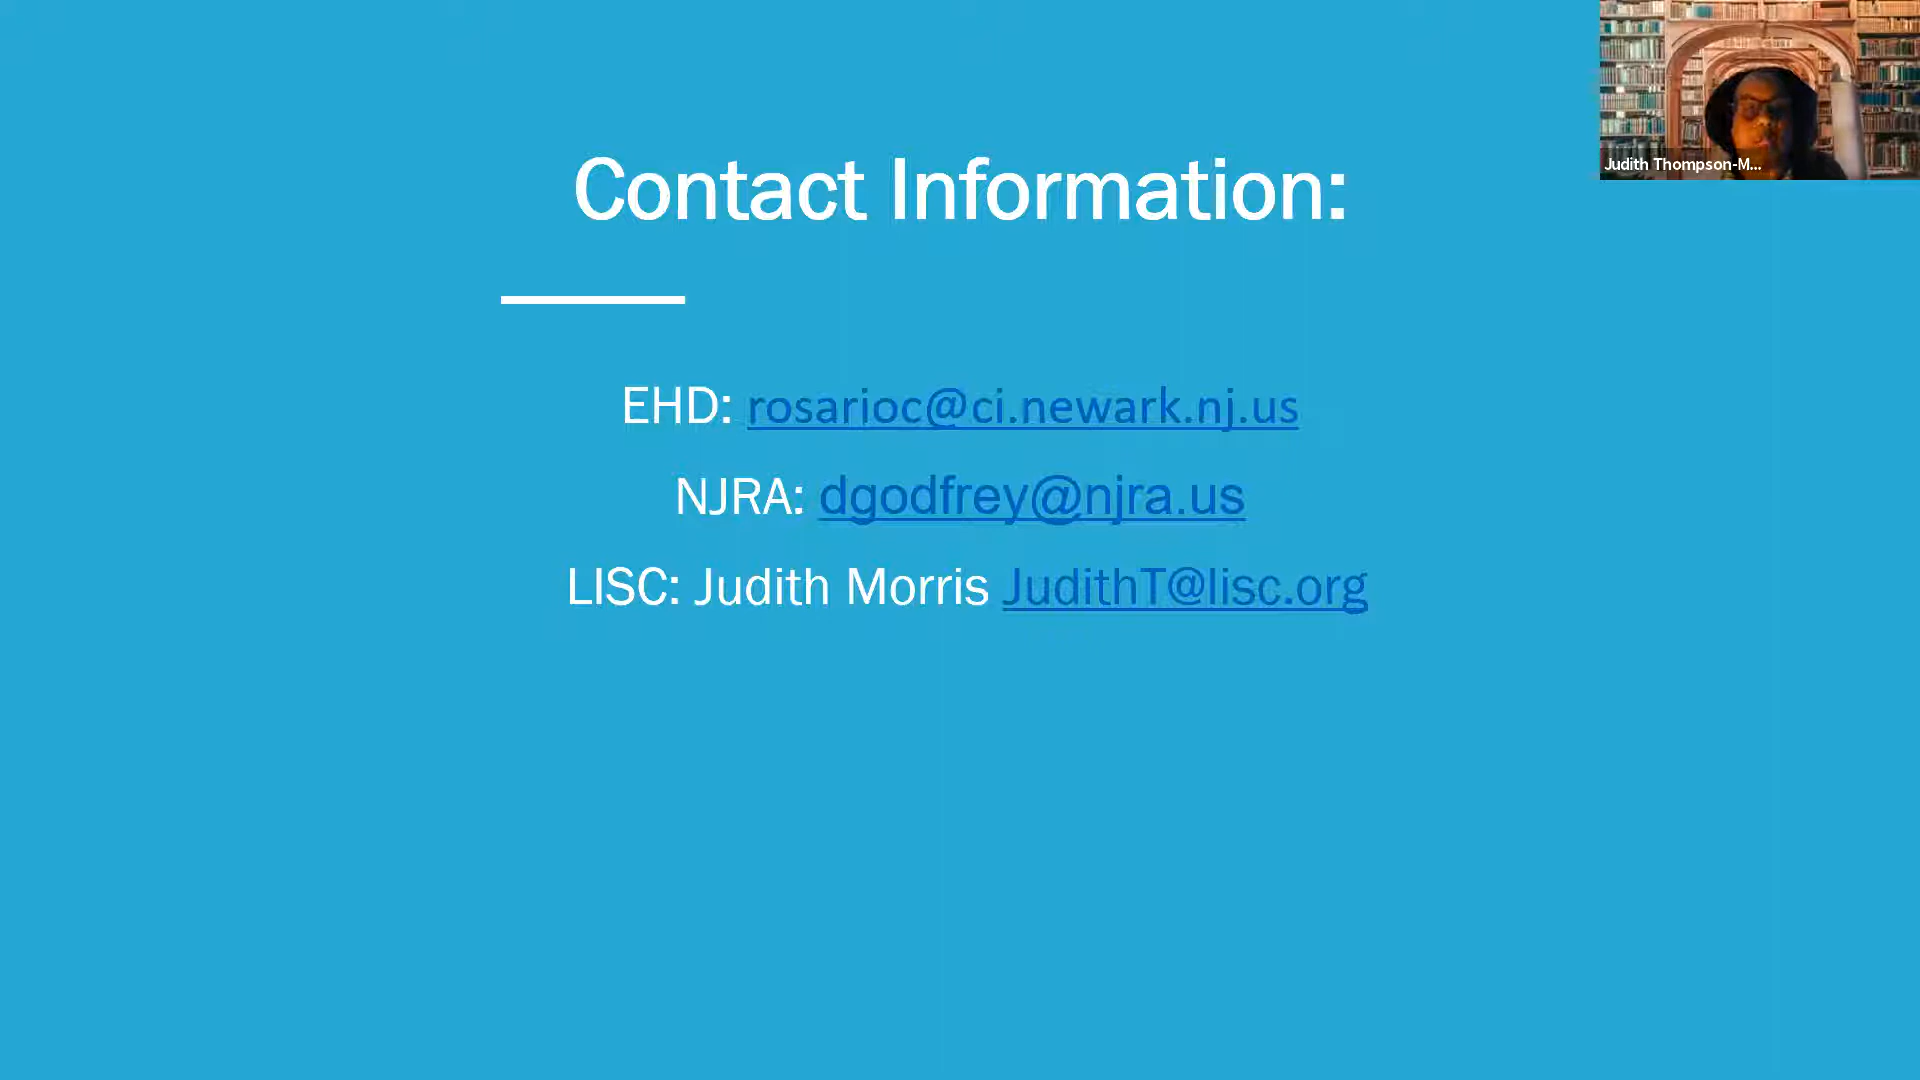 Judith Thompson-M...
Contact Information:
EHD: rosarioc@ci.newark.nj.us
NJRA: dgodfrey@njra.us
LISC: Judith Morris JudithT@lisc.org